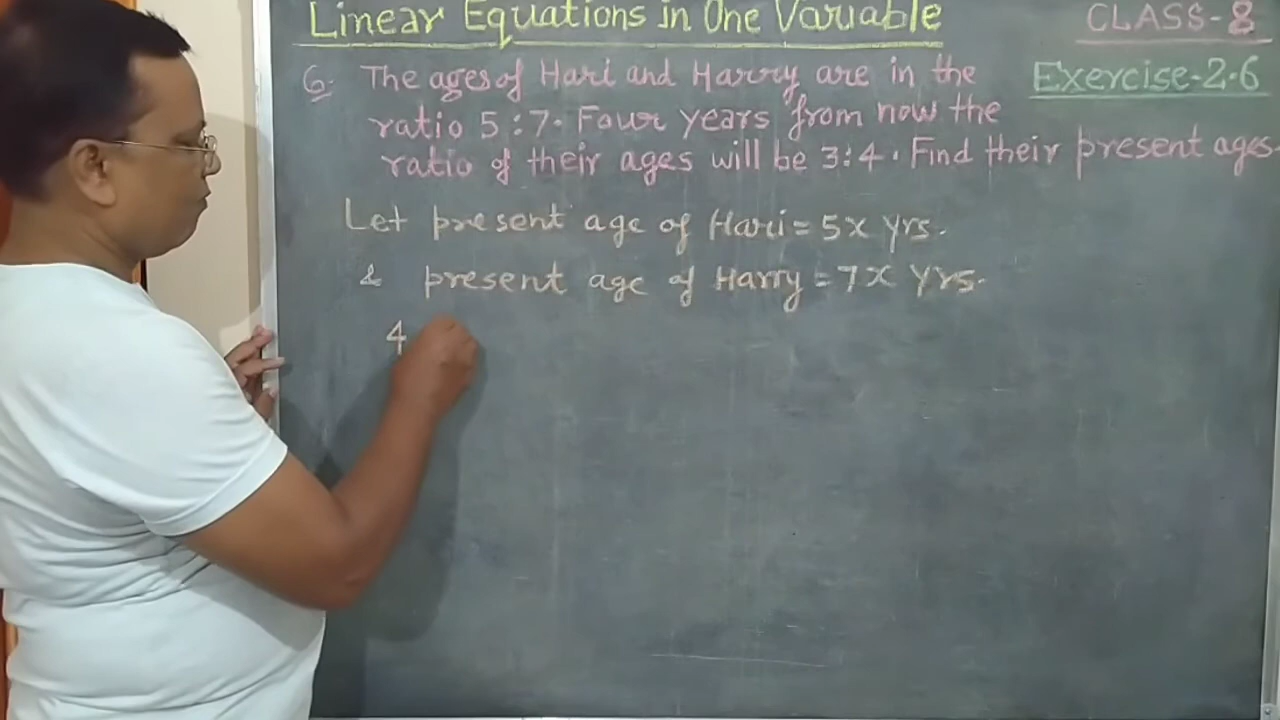 Linear Equations in One Variable
CLASS-8
Exercise-2.6
6. The ages of Hari and Harry are in the
ratio 5:7. Four years from now the
ratio of their ages will be 3:4. Find their present ages.
Let present age of Hari = 5x yrs.
& present age of Harry = 7x yrs.
4